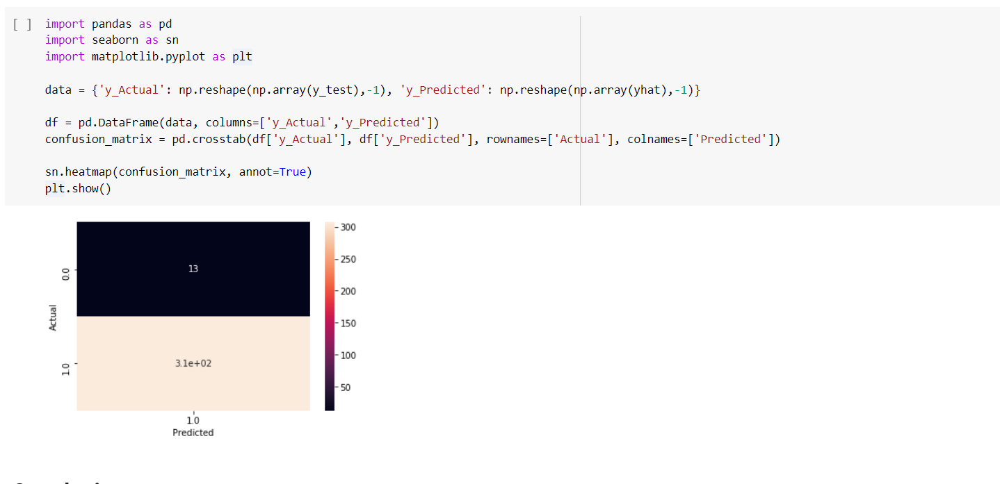 [ ] import pandas as pd
import seaborn as sn
import matplotlib.pyplot as plt
data = {'y_Actual': np.reshape(np.array(y_test),-1), 'y_Predicted': np.reshape(np.array(yhat),-1)}
df = pd.DataFrame(data, columns=['y_Actual','y_Predicted'])
confusion_matrix = pd.crosstab(df['y_Actual'], df['y_Predicted'], rownames=['Actual'], colnames=['Predicted'])
sn.heatmap(confusion_matrix, annot=True)
plt.show()
13
3.1e+02
0.0
1.0
Actual
1.0
Predicted
300
250
200
150
100
50